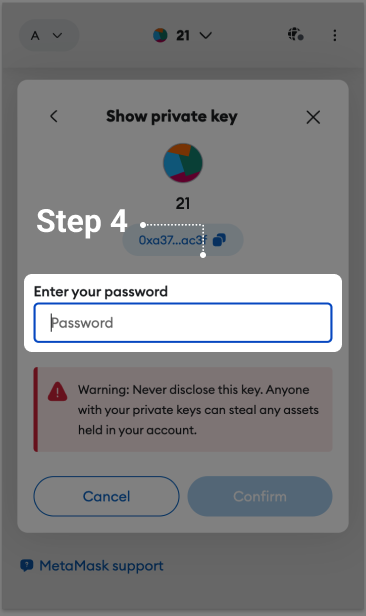 A
21
Show private key
21
Step 4
0xa37...ac3f
Enter your password
Password
Warning: Never disclose this key. Anyone
with your private keys can steal any assets
held in your account.
Cancel
Confirm
MetaMask support